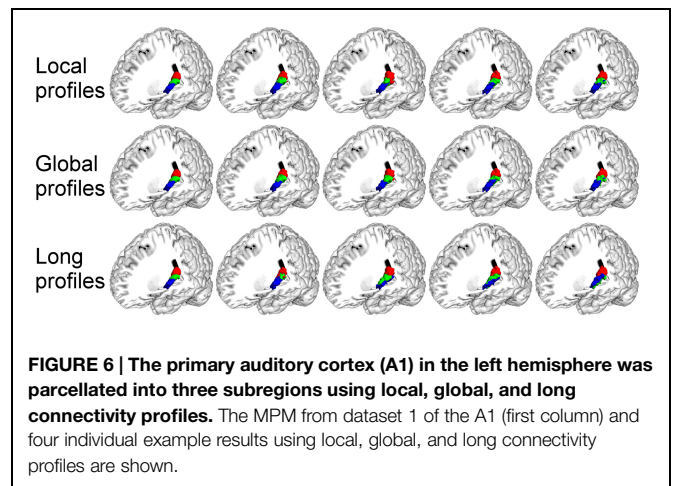 Local
profiles
Global
profiles
Long
profiles
FIGURE 6 | The primary auditory cortex (A1) in the left hemisphere was
parcellated into three subregions using local, global, and long
connectivity profiles. The MPM from dataset 1 of the A1 (first column) and
four individual example results using local, global, and long connectivity
profiles are shown.